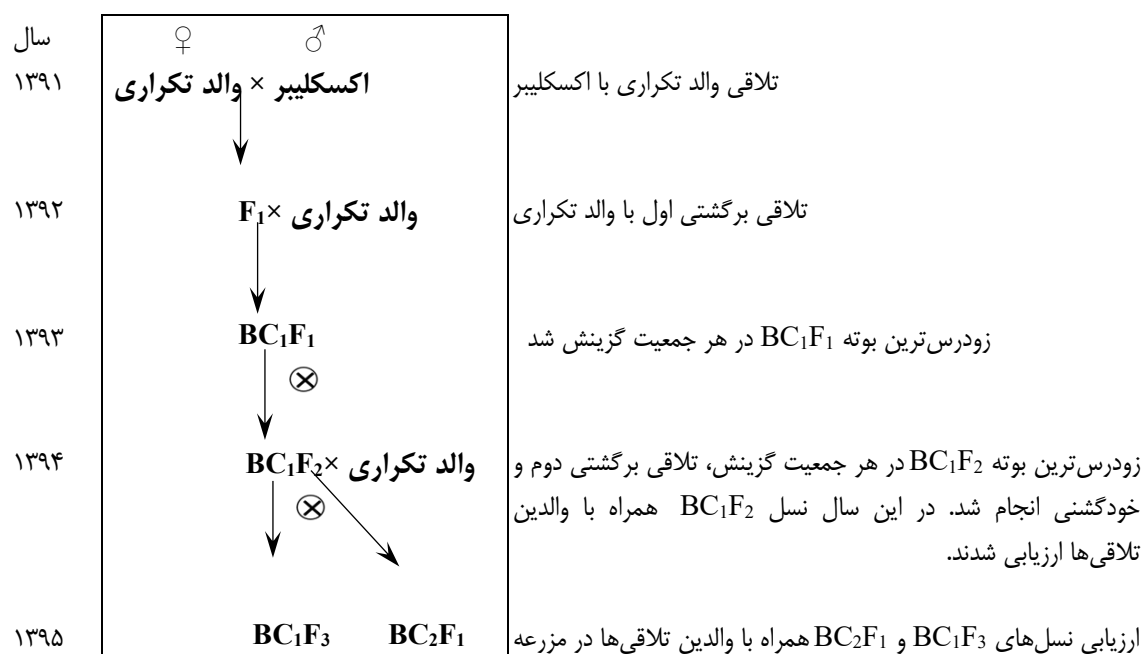 سال
♀ ♂
۱۳۹۱ والد تکراری × اکسکلیبر تلاقی والد تکراری با اکسکلیبر
۱۳۹۲ F₁× والد تکراری تلاقی برگشتی اول با والد تکراری
۱۳۹۳ BC₁F₁ زودرس‌ترین بوته BC₁F₁ در هر جمعیت گزینش شد
⊗
۱۳۹۴ BC₁F₂× والد تکراری زودرس‌ترین بوته BC₁F₂ در هر جمعیت گزینش، تلاقی برگشتی دوم و
⊗ خودگشنی انجام شد. در این سال نسل BC₁F₂ همراه با والدین
تلاقی‌ها ارزیابی شدند.
۱۳۹۵ BC₁F₃ BC₂F₁ ارزیابی نسل‌های BC₁F₃ و BC₂F₁ همراه با والدین تلاقی‌ها در مزرعه